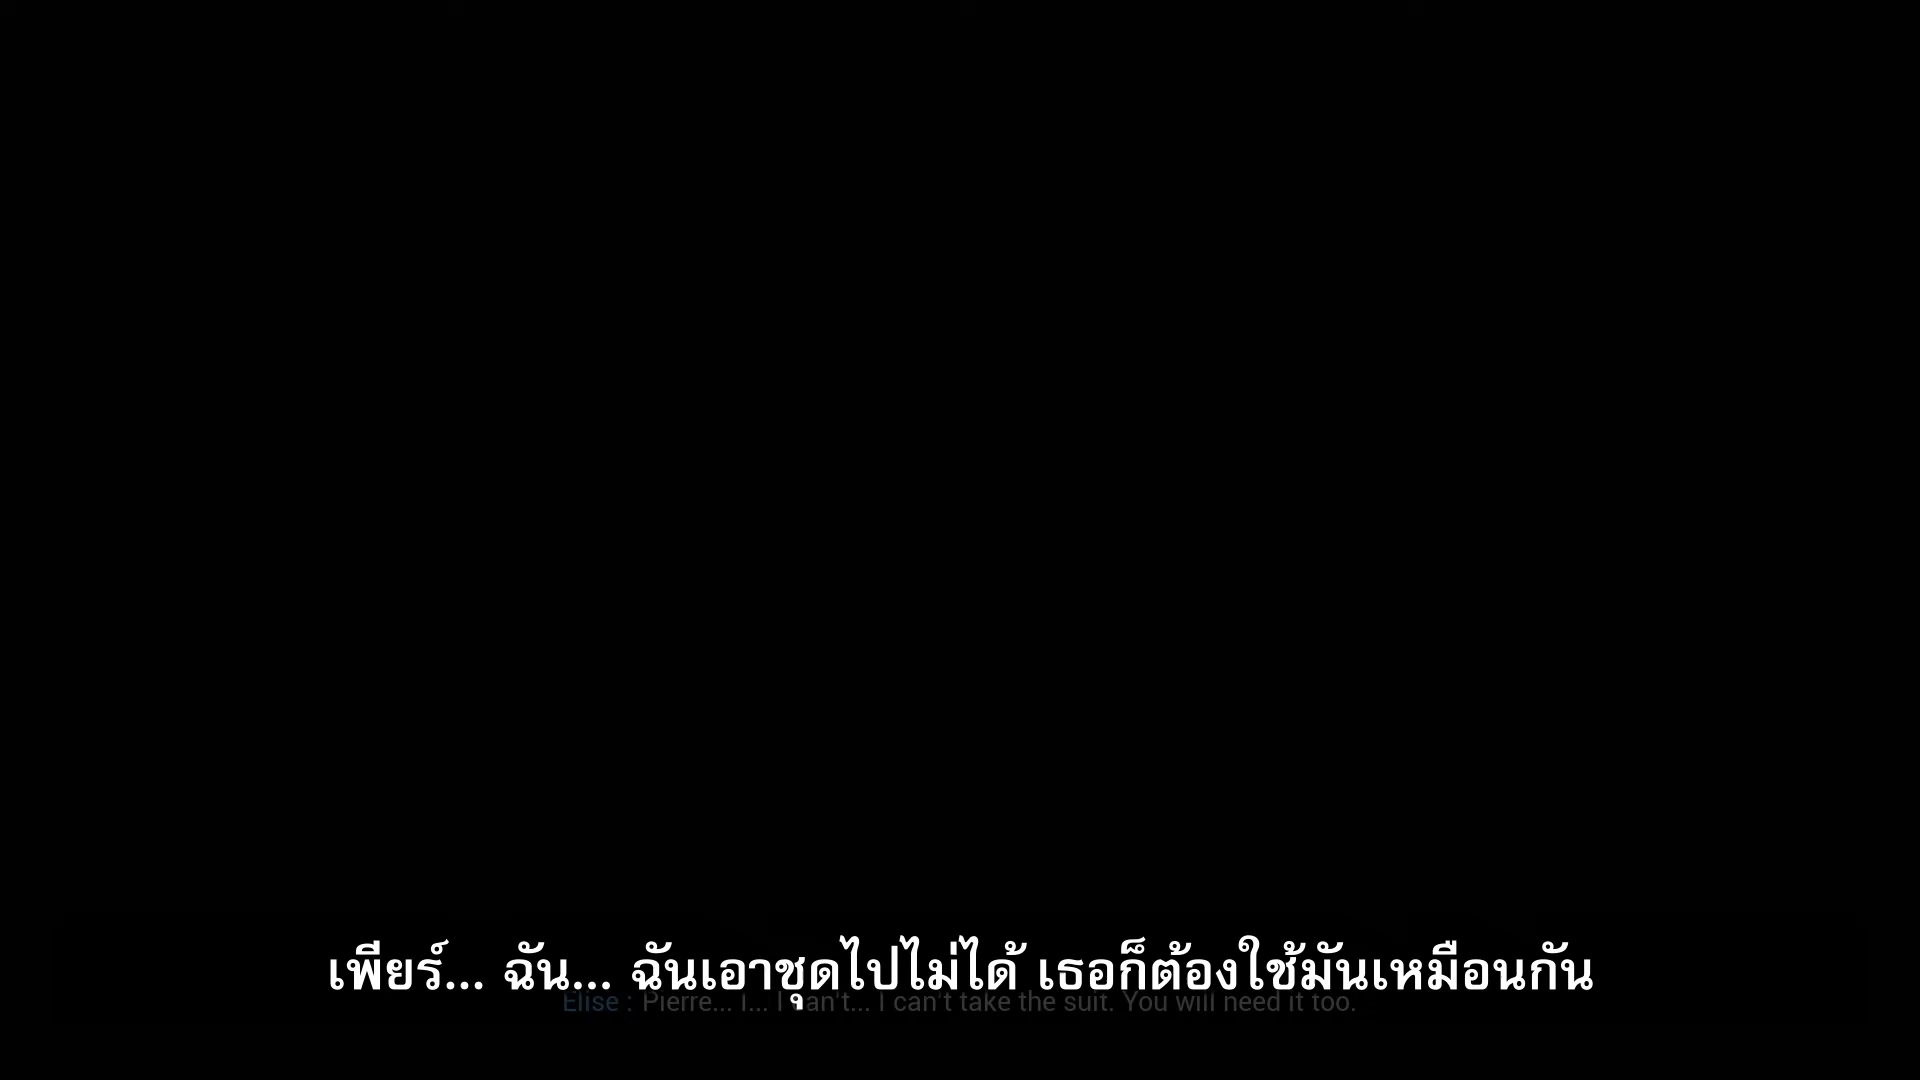 เพียร์... ฉัน... ฉันเอาชุดไปไม่ได้ เธอก็ต้องใช้มันเหมือนกัน
Elise : Pierre... I... I can't... I can't take the suit. You will need it too.